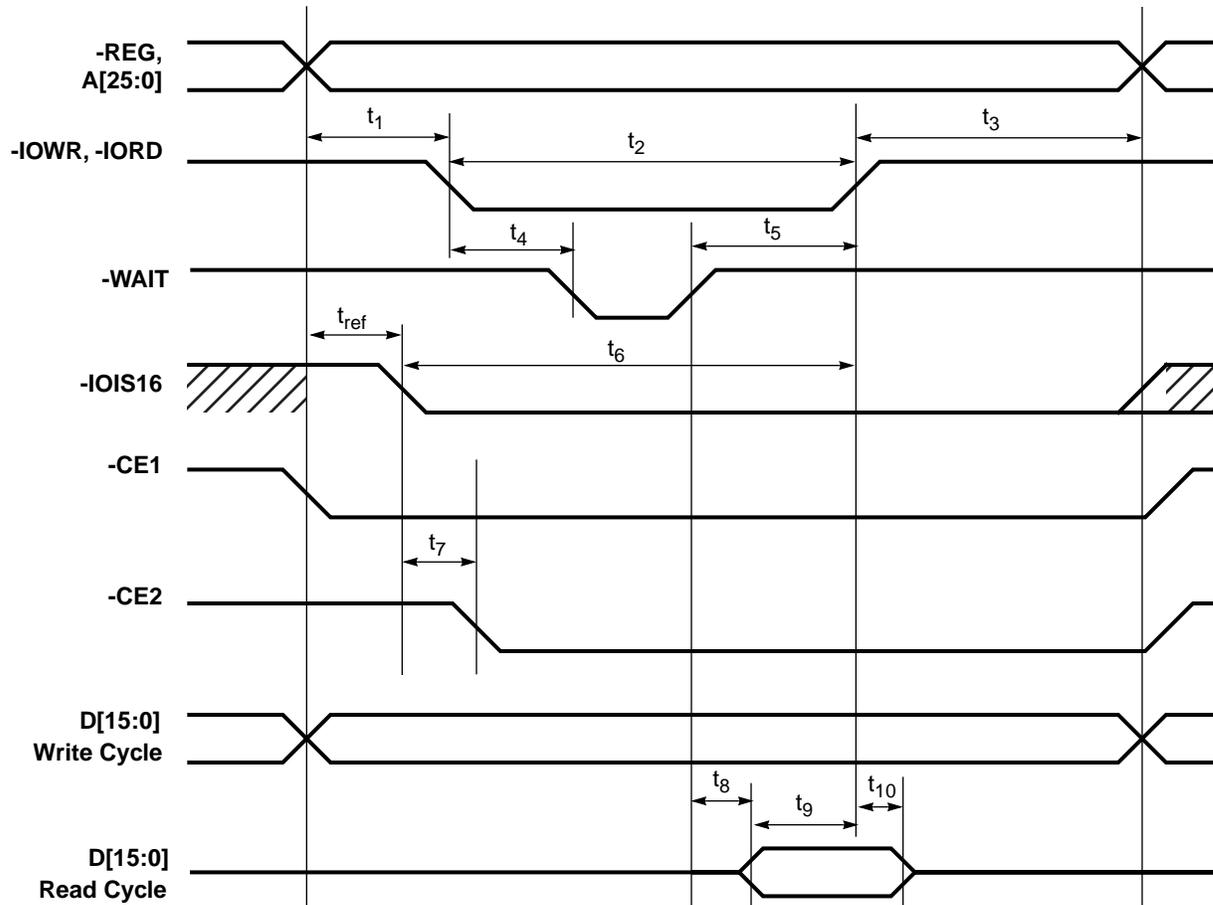 -REG,
A[25:0]
t1
t3
-IOWR, -IORD
t2
t4
t5
-WAIT
tref
t6
-IOIS16
-CE1
t7
-CE2
D[15:0]
Write Cycle
t8
t9
t10
D[15:0]
Read Cycle